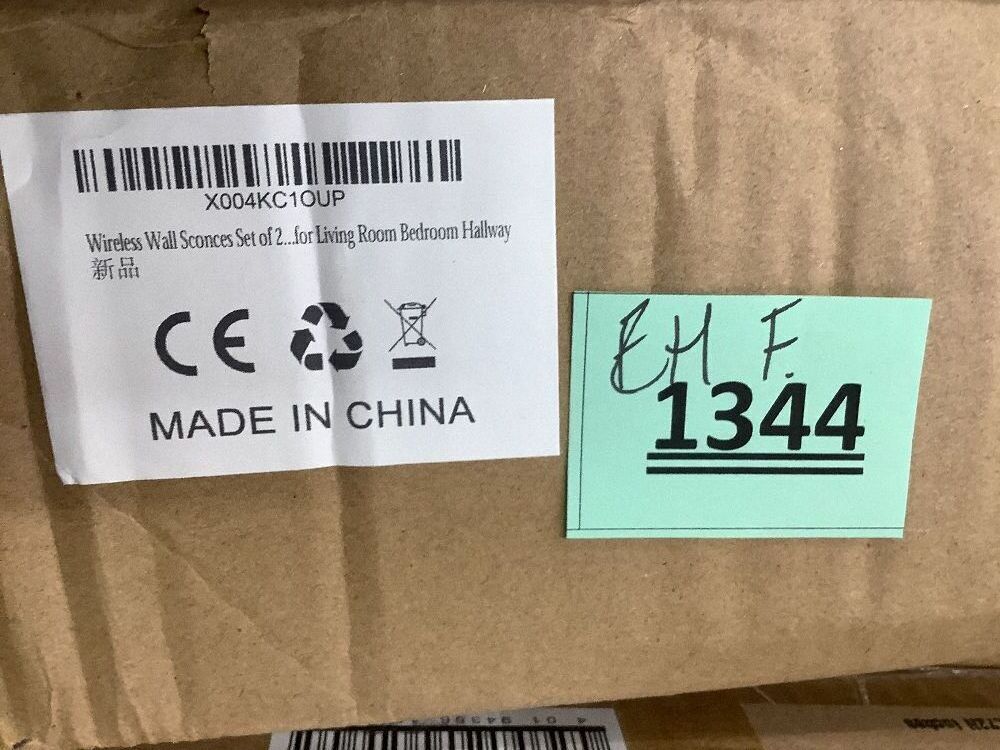 X004KC1OUP
Wireless Wall Sconces Set of 2...for Living Room Bedroom Hallway
新品
CE
MADE IN CHINA
EH F.
1344